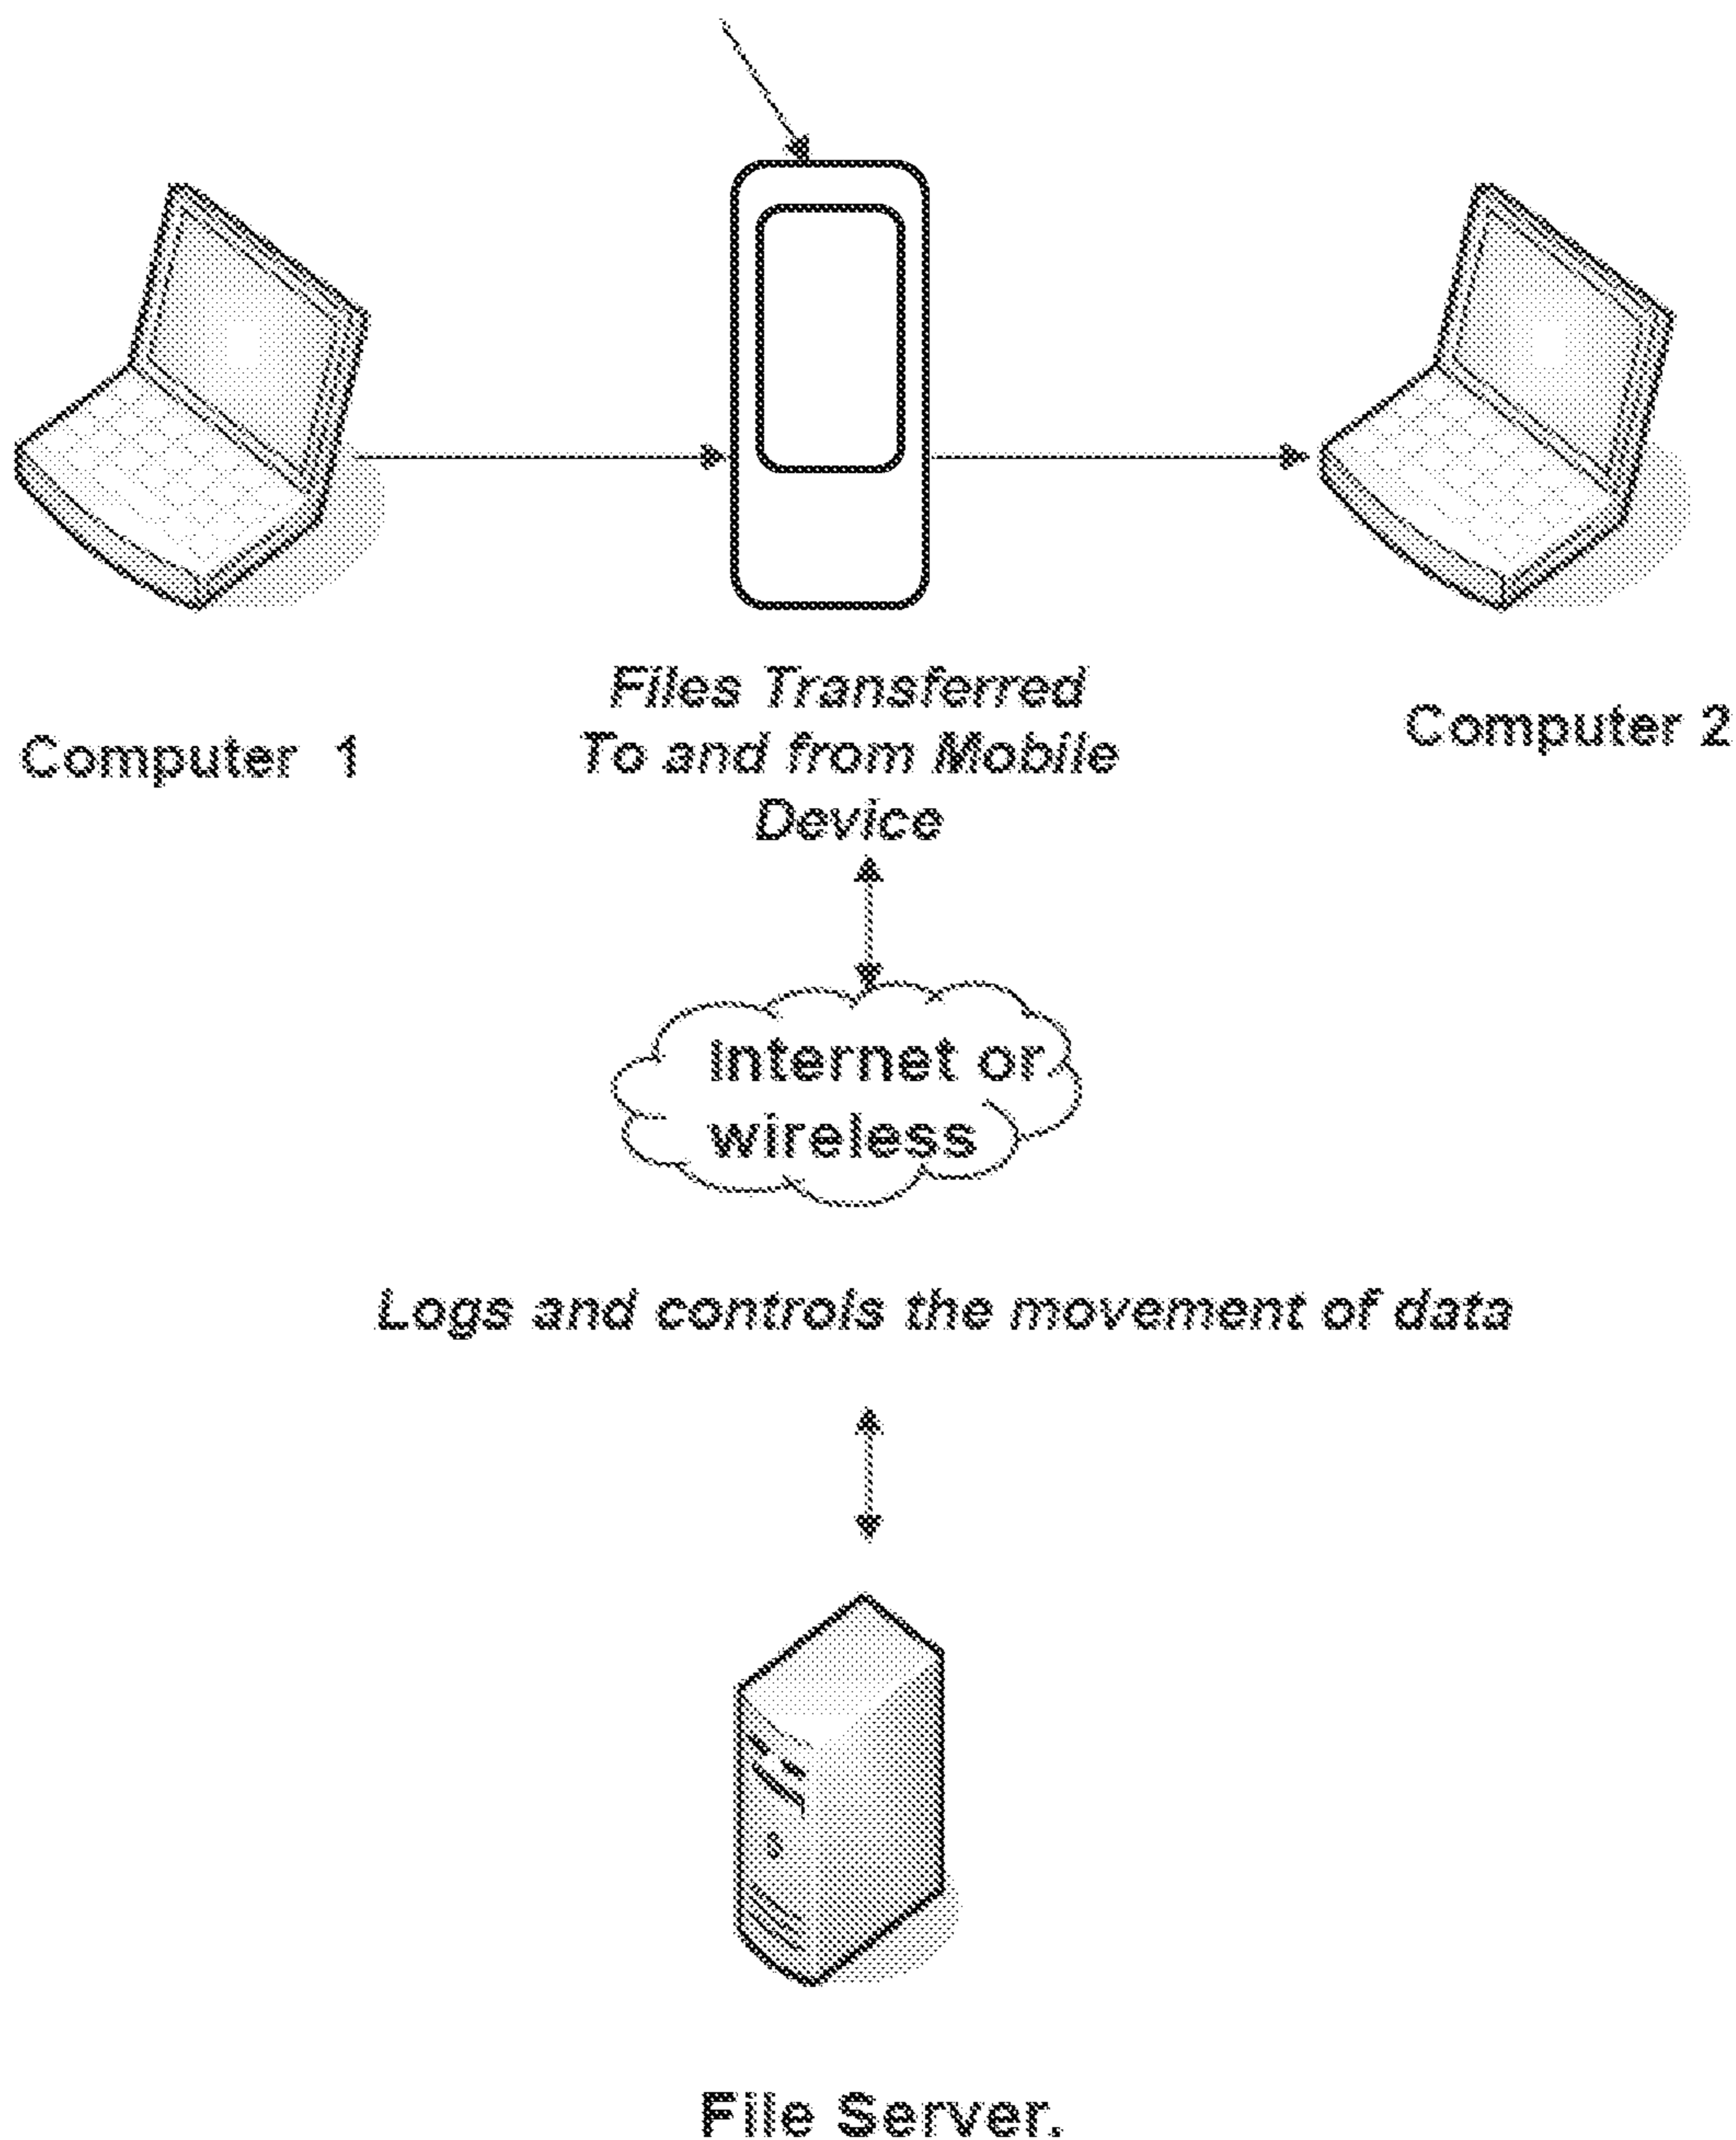 Files Transferred
To and from Mobile
Device
Computer 1
Computer 2
Internet or
wireless
Logs and controls the movement of data
File Server.